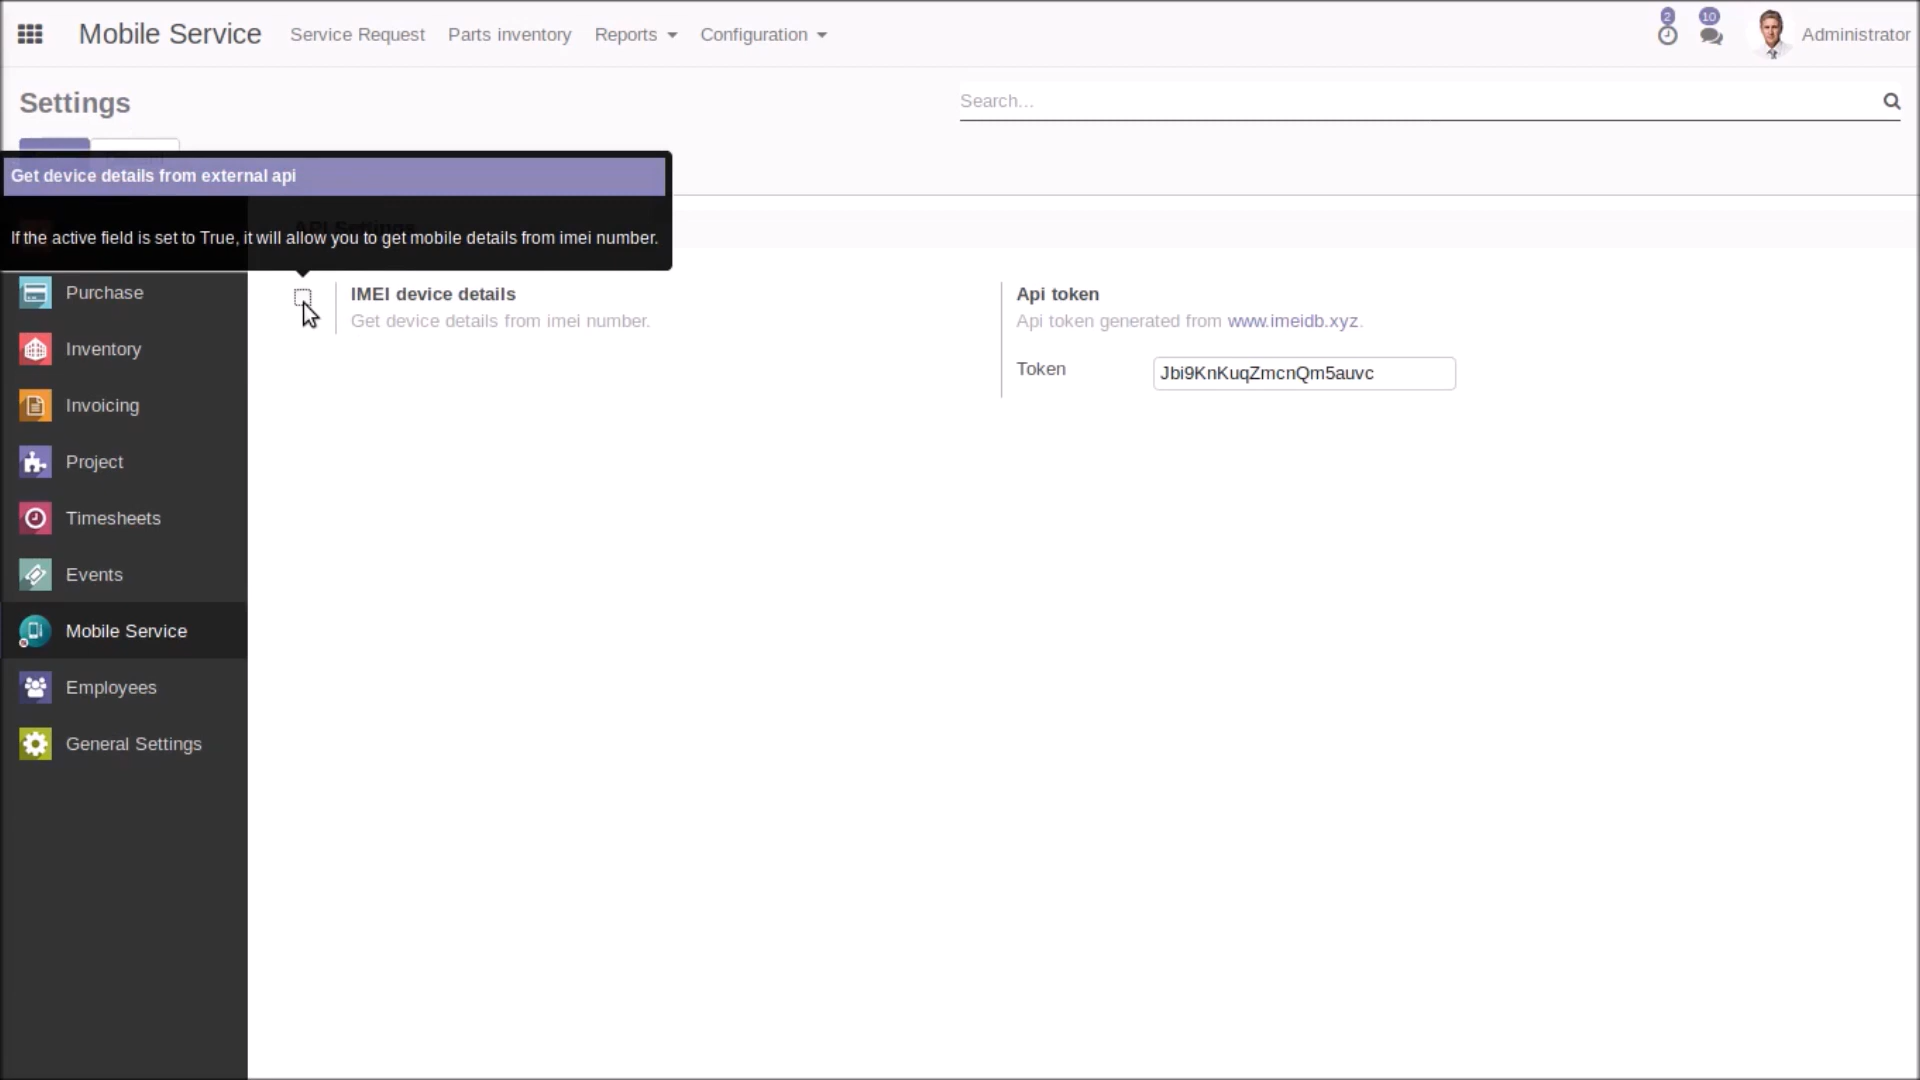 Mobile Service Service Request Parts inventory Reports Configuration 2 10 Administrator
Settings
Search...
Get device details from external api
If the active field is set to True, it will allow you to get mobile details from imei number.
Purchase
Inventory
Invoicing
Project
Timesheets
Events
Mobile Service
Employees
General Settings
IMEI device details
Get device details from imei number.
Api token
Api token generated from www.imeidb.xyz.
Token Jbi9KnKuqZmcnQm5auvc